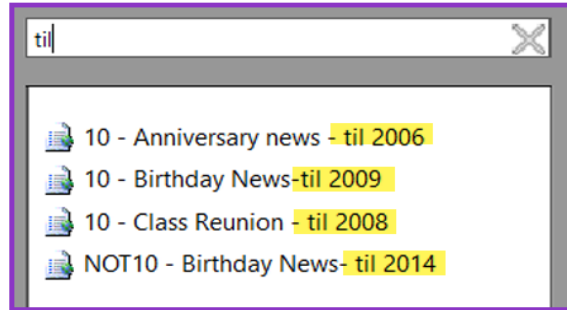 til
10 - Anniversary news - til 2006
10 - Birthday News-til 2009
10 - Class Reunion - til 2008
NOT10 - Birthday News- til 2014